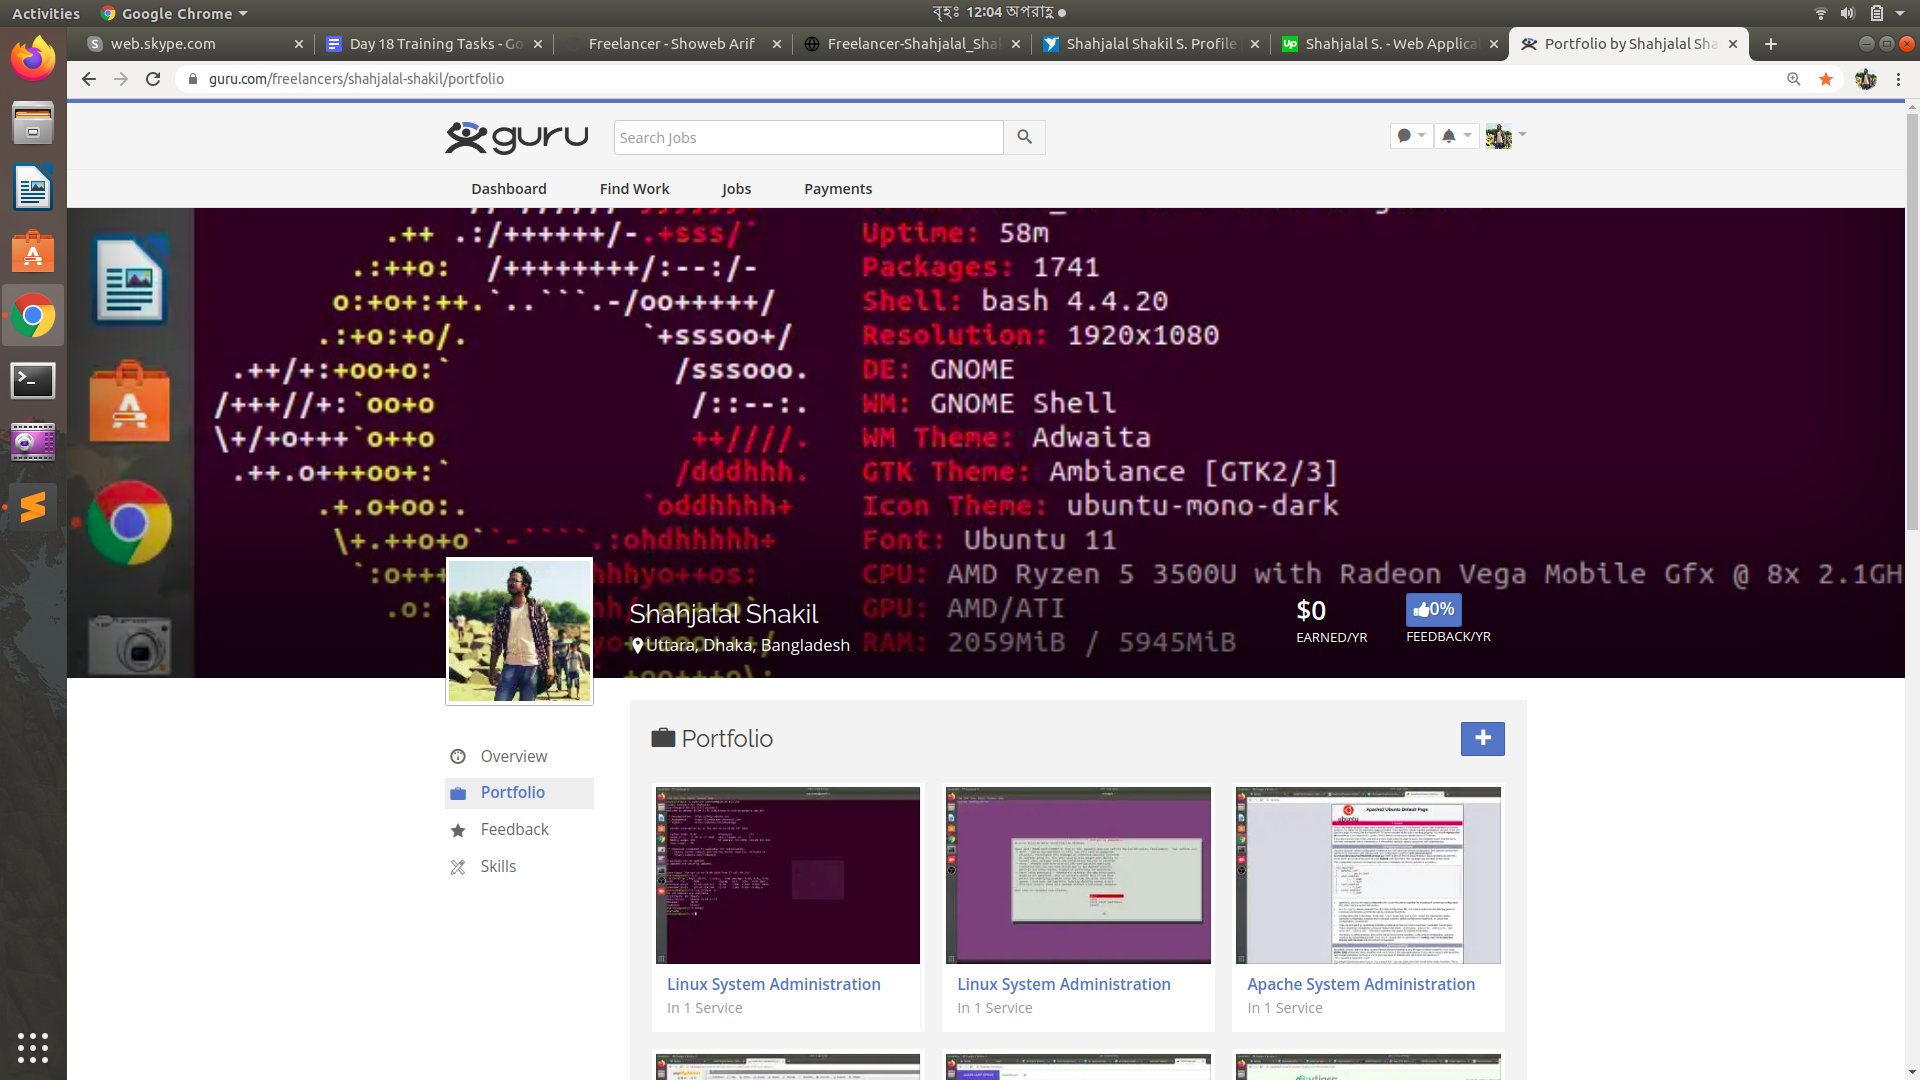 Activities Google Chrome বৃহঃ 12:04 অপরাহ্ণ
web.skype.com Day 18 Training Tasks - Go Freelancer - Showeb Arif Freelancer-Shahjalal_Sha Shahjalal Shakil S. Profile Shahjalal S. - Web Applica Portfolio by Shahjalal Sha
guru.com/freelancers/shahjalal-shakil/portfolio
guru Search Jobs
Dashboard Find Work Jobs Payments
Uptime: 58m
Packages: 1741
Shell: bash 4.4.20
Resolution: 1920x1080
DE: GNOME
WM: GNOME Shell
WM Theme: Adwaita
GTK Theme: Ambiance [GTK2/3]
Icon Theme: ubuntu-mono-dark
Font: Ubuntu 11
CPU: AMD Ryzen 5 3500U with Radeon Vega Mobile Gfx @ 8x 2.1GH
GPU: AMD/ATI
RAM: 2059MiB / 5945MiB
Shahjalal Shakil
Uttara, Dhaka, Bangladesh
$0
EARNED/YR
0%
FEEDBACK/YR
Overview
Portfolio
Feedback
Skills
Portfolio
Linux System Administration
In 1 Service
Linux System Administration
In 1 Service
Apache System Administration
In 1 Service